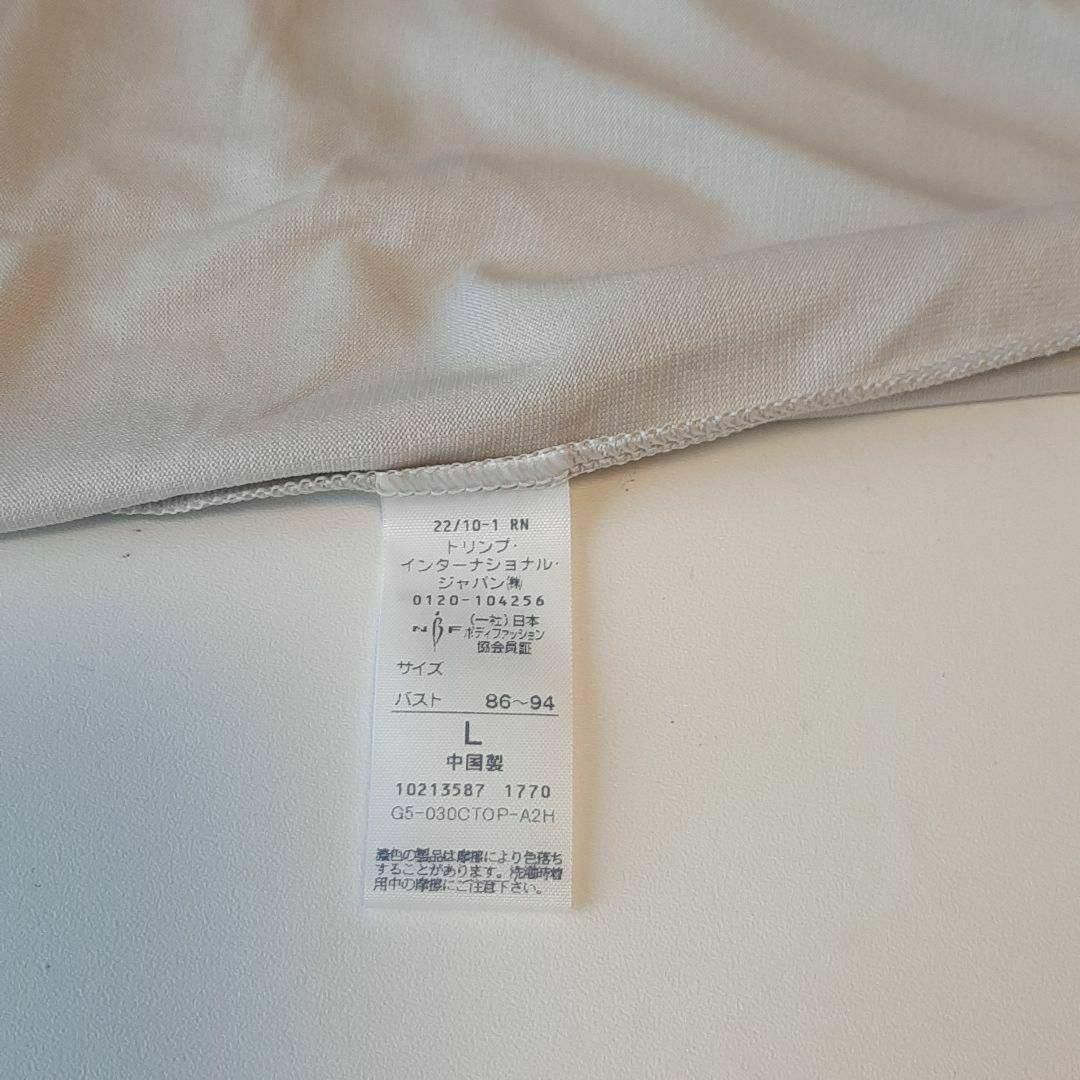 22/10-1 RN
トリンプ・
インターナショナル・
ジャパン㈱
0120-104256
NBF (一社)日本
ボディファッション
協会員証
サイズ
バスト 86~94
L
中国製
10213587 1770
G5-030CTOP-A2H
濃色の製品は摩擦により色落ち
することがあります。洗濯時着
用中の摩擦にご注意下さい。